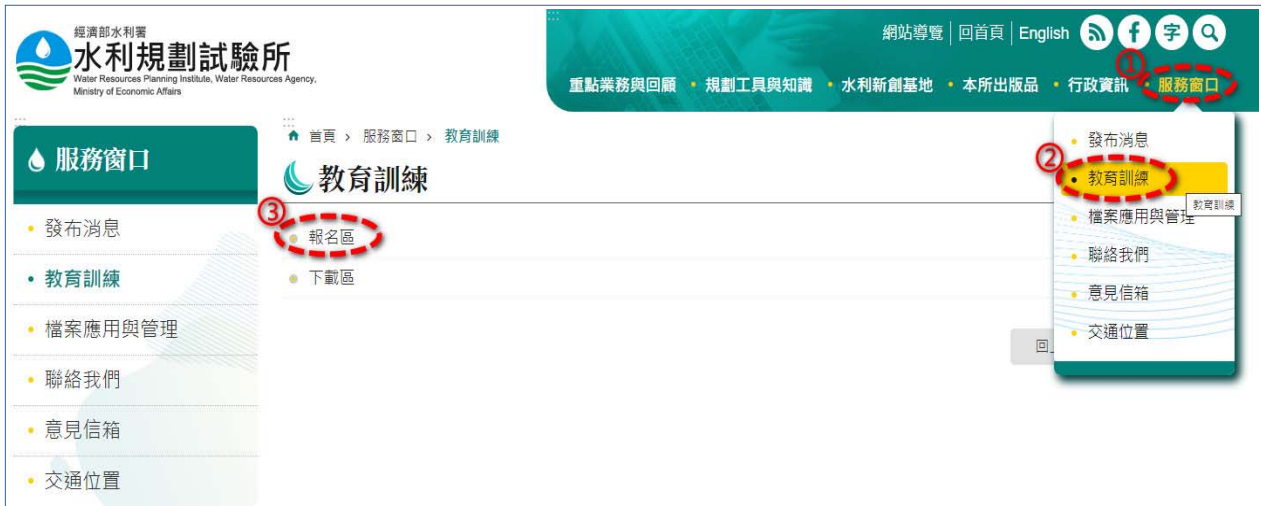 經濟部水利署
水利規劃試驗所
Water Resources Planning Institute, Water Resources Agency,
Ministry of Economic Affairs
:::
網站導覽 | 回首頁 | English
字
重點業務與回顧 • 規劃工具與知識 • 水利新創基地 • 本所出版品 • 行政資訊 • 服務窗口
①
:::
服務窗口
• 發布消息
• 教育訓練
• 檔案應用與管理
• 聯絡我們
• 意見信箱
• 交通位置
:::
首頁 › 服務窗口 › 教育訓練
教育訓練
③
報名區
下載區
回上
• 發布消息
②
• 教育訓練
教育訓練
• 檔案應用與管理
• 聯絡我們
• 意見信箱
• 交通位置